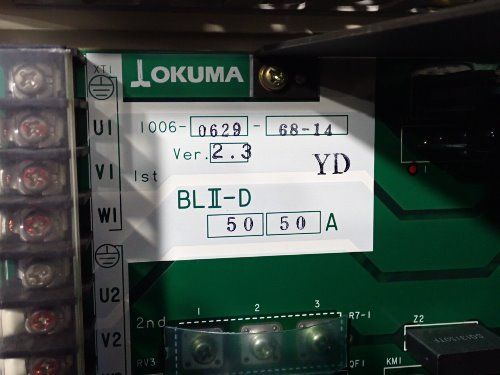 XT1
OKUMA
U1
1006-0629-68-14
Ver.2.3
V1
1st
YD
W1
BLⅡ-D
50 50 A
U2
1 2 3
2nd
R7-1
Z2
V2
RV3
QF1
KM1